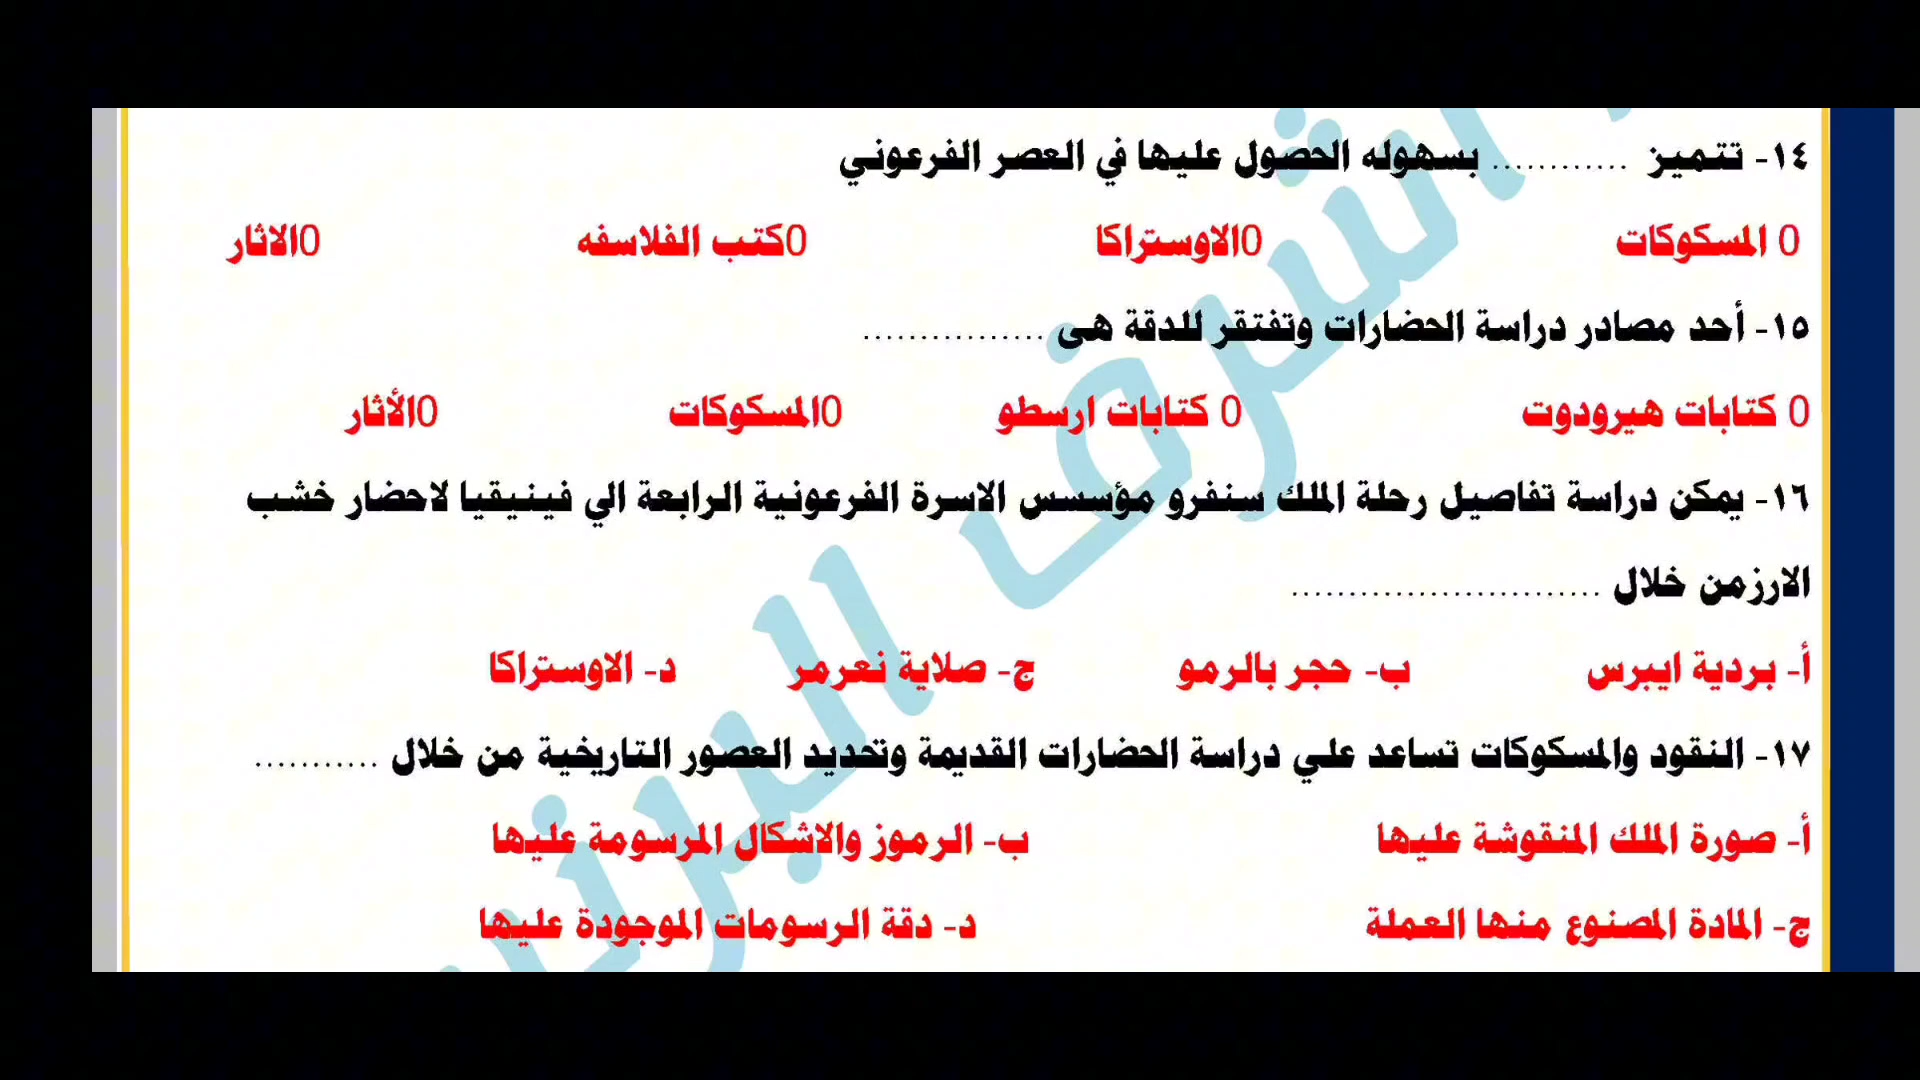 ١٤- تتميز ............ بسهوله الحصول عليها في العصر الفرعوني
0 المسكوكات 0الاوستراكا 0كتب الفلاسفه 0الاثار
١٥- أحد مصادر دراسة الحضارات وتفتقر للدقة هى ................
0 كتابات هيرودوت 0 كتابات ارسطو 0المسكوكات 0الأثار
١٦- يمكن دراسة تفاصيل رحلة الملك سنفرو مؤسسس الاسرة الفرعونية الرابعة الي فينيقيا لاحضار خشب
الارزمن خلال ...........................
أ- بردية ايبرس ب- حجر بالرمو ج- صلاية نعرمر د- الاوستراكا
١٧- النقود والمسكوكات تساعد علي دراسة الحضارات القديمة وتحديد العصور التاريخية من خلال ...........
أ- صورة الملك المنقوشة عليها ب- الرموز والاشكال المرسومة عليها
ج- المادة المصنوع منها العملة د- دقة الرسومات الموجودة عليها